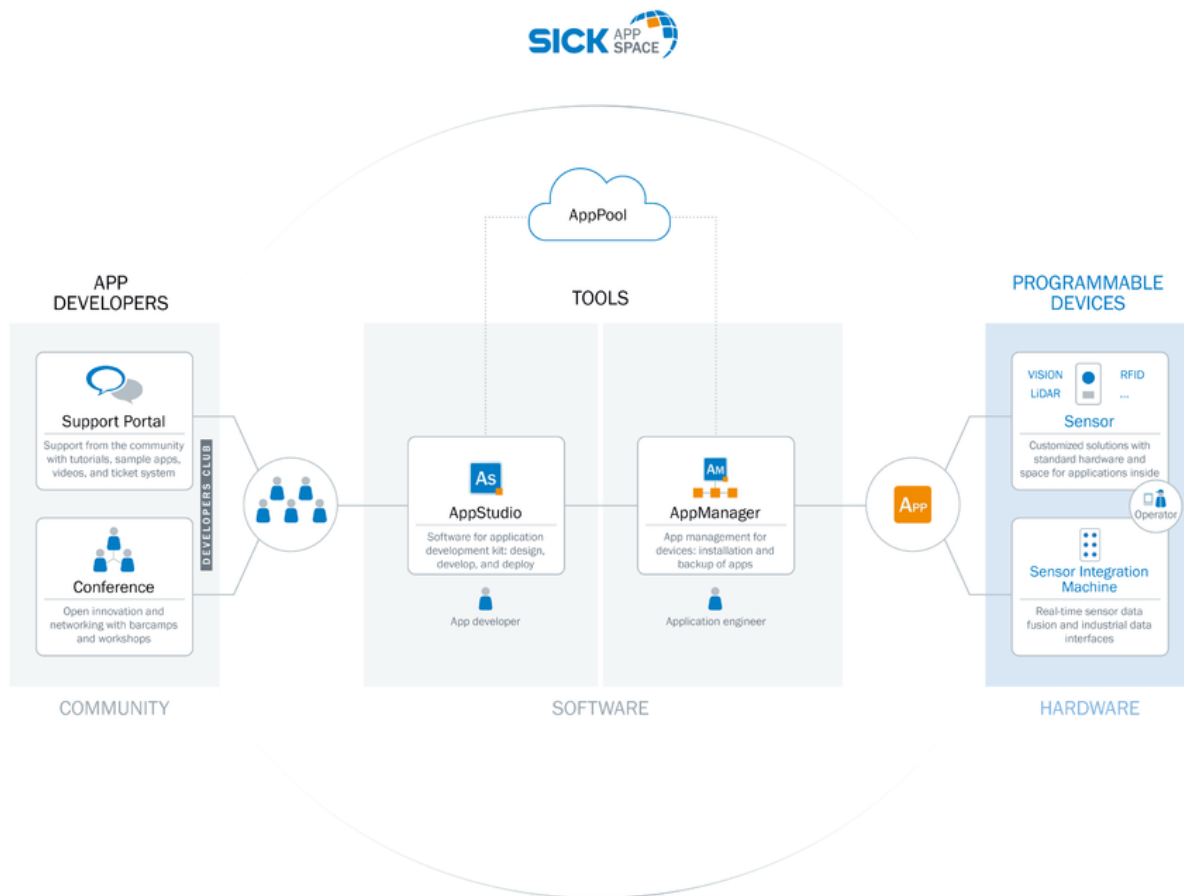 SICK APP
SPACE
AppPool
APP
DEVELOPERS
TOOLS
PROGRAMMABLE
DEVICES
Support Portal
Support from the community
with tutorials, sample apps,
videos, and ticket system
Conference
Open innovation and
networking with barcamps
and workshops
DEVELOPERS CLUB
As
AppStudio
Software for application
development kit: design,
develop, and deploy
App developer
AM
AppManager
App management for
devices: installation and
backup of apps
Application engineer
APP
VISION
RFID
LiDAR
...
Sensor
Customized solutions with
standard hardware and
space for applications inside
Operator
Sensor Integration
Machine
Real-time sensor data
fusion and industrial data
interfaces
COMMUNITY
SOFTWARE
HARDWARE